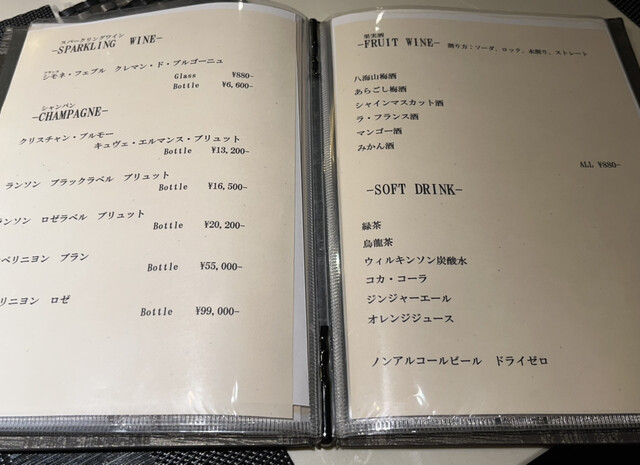 スパークリングワイン
-SPARKLING WINE-
フランス
シモネ・フェブル クレマン・ド・ブルゴーニュ
Glass ¥880-
Bottle ¥6,600-
シャンパン
-CHAMPAGNE-
クリスチャン・ブルモー
キュヴェ・エルマンス・ブリュット
Bottle ¥13,200-
ランソン ブラックラベル ブリュット
Bottle ¥16,500-
ランソン ロゼラベル ブリュット
Bottle ¥20,200-
ペリニヨン ブラン
Bottle ¥55,000-
リニヨン ロゼ
Bottle ¥99,000-
果実酒
-FRUIT WINE- 割り方：ソーダ、ロック、水割り、ストレート
八海山梅酒
あらごし梅酒
シャインマスカット酒
ラ・フランス酒
マンゴー酒
みかん酒
ALL ¥880-
-SOFT DRINK-
緑茶
烏龍茶
ウィルキンソン炭酸水
コカ・コーラ
ジンジャーエール
オレンジジュース
ノンアルコールビール ドライゼロ